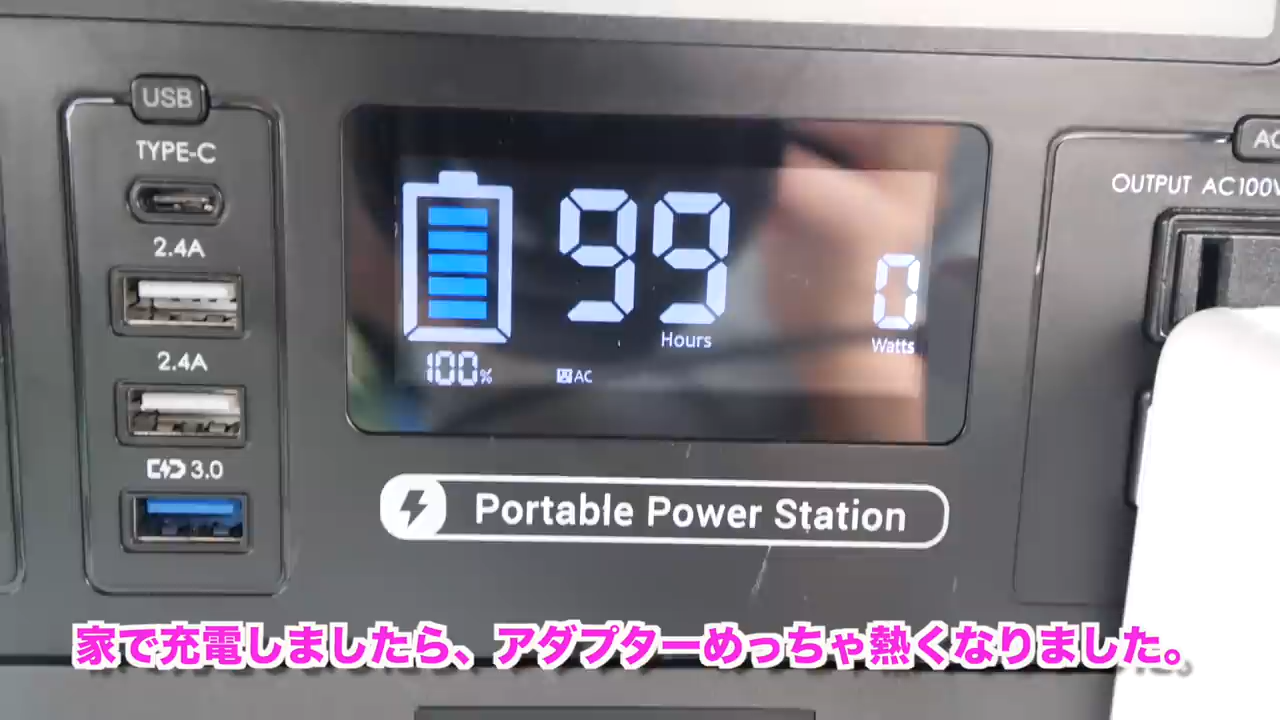 USB
TYPE-C
2.4A
2.4A
3.0
99
Hours
0
Watts
100%
AC
OUTPUT AC100V
Portable Power Station
家で充電しましたら、アダプターめっちゃ熱くなりました。